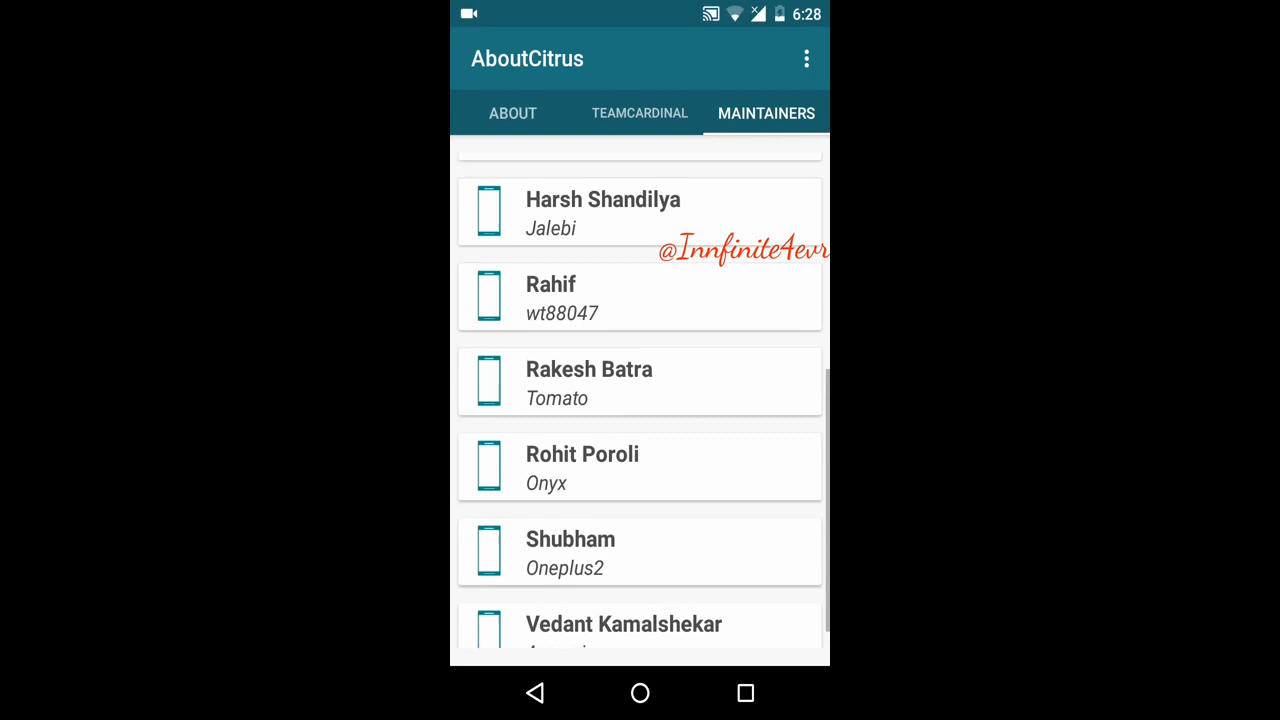 6:28
AboutCitrus
ABOUT
TEAMCARDINAL
MAINTAINERS
Harsh Shandilya
Jalebi
@Innfinite4evr
Rahif
wt88047
Rakesh Batra
Tomato
Rohit Poroli
Onyx
Shubham
Oneplus2
Vedant Kamalshekar